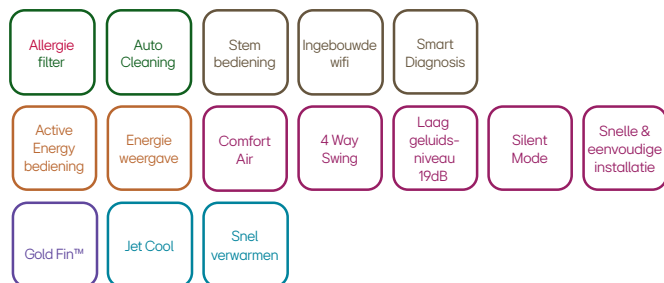 Allergie
filter
Auto
Cleaning
Stem
bediening
Ingebouwde
wifi
Smart
Diagnosis
Active
Energy
bediening
Energie
weergave
Comfort
Air
4 Way
Swing
Laag
geluids-
niveau
19dB
Silent
Mode
Snelle &
eenvoudige
installatie
Gold Fin™
Jet Cool
Snel
verwarmen